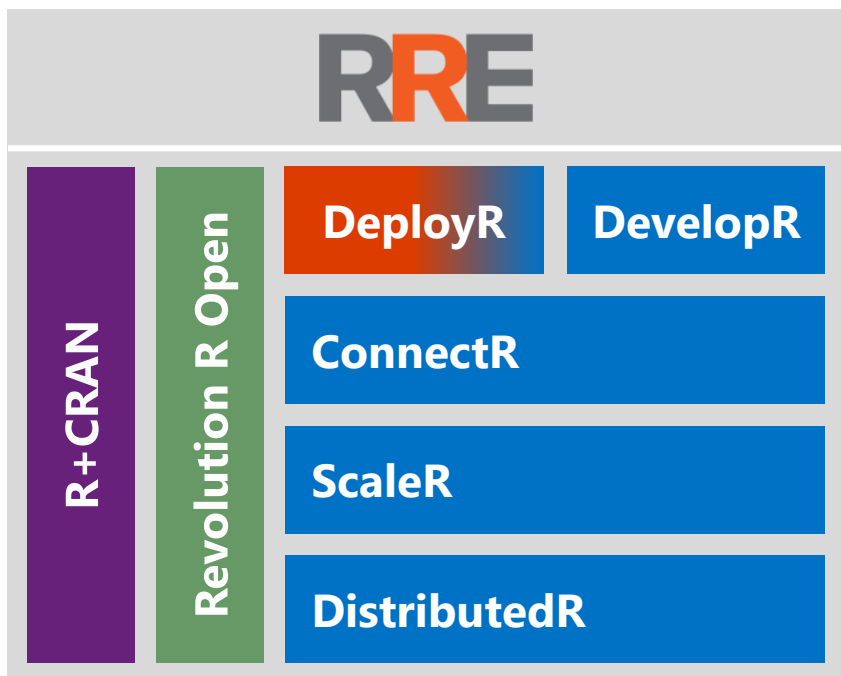 RRE
R+CRAN
Revolution R Open
DeployR
DevelopR
ConnectR
ScaleR
DistributedR